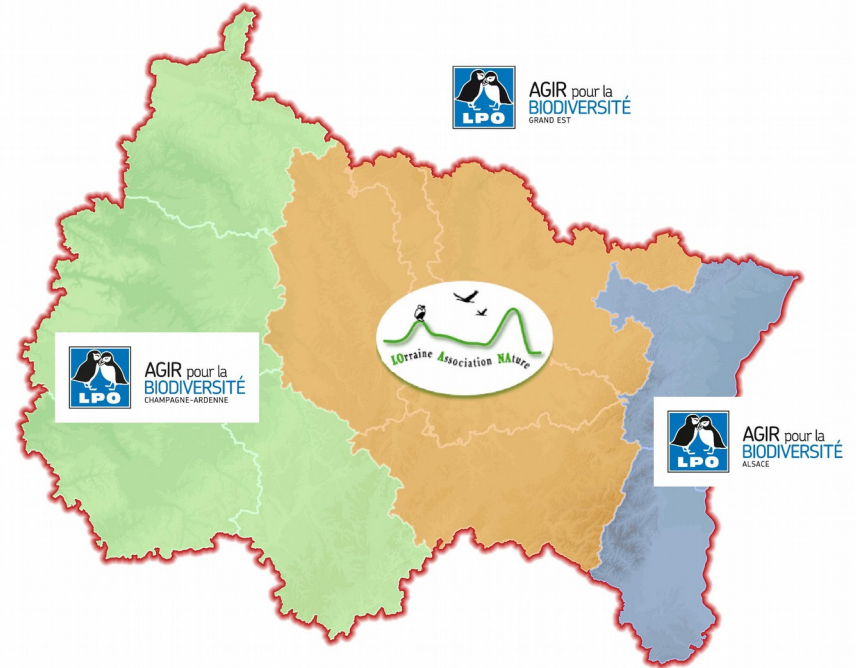 LPO
AGIR pour la
BIODIVERSITÉ
GRAND EST
LOrraine Association NAture
LPO
AGIR pour la
BIODIVERSITÉ
CHAMPAGNE-ARDENNE
LPO
AGIR pour la
BIODIVERSITÉ
ALSACE